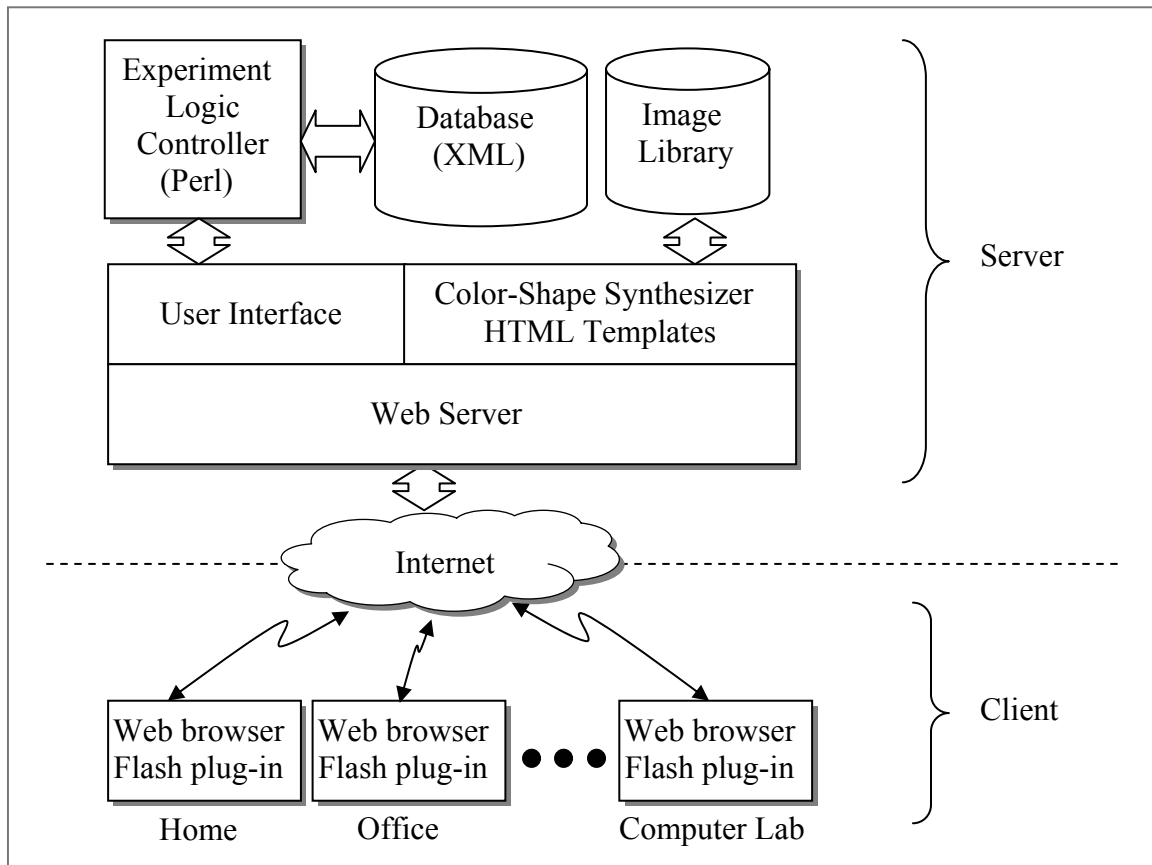 Experiment
Logic
Controller
(Perl)
Database
(XML)
Image
Library
Server
User Interface
Color-Shape Synthesizer
HTML Templates
Web Server
Internet
Client
Web browser
Flash plug-in
Home
Web browser
Flash plug-in
Office
Web browser
Flash plug-in
Computer Lab